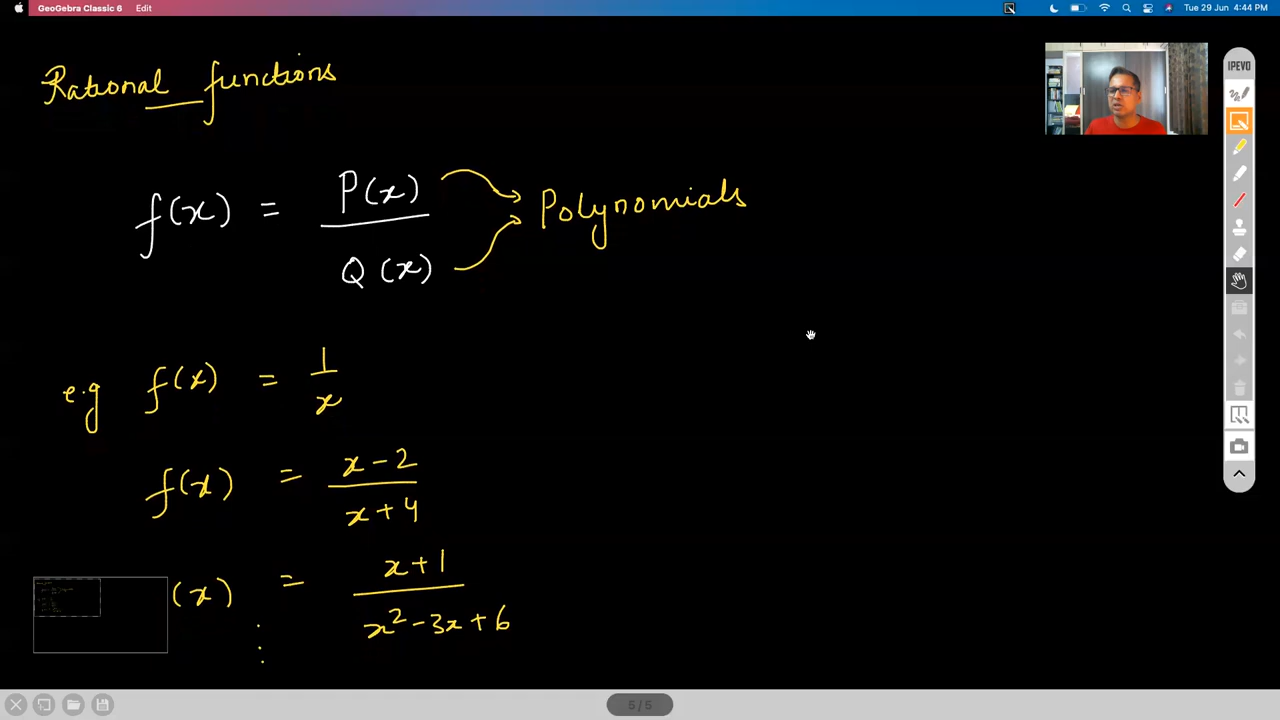 GeoGebra Classic 6 Edit Tue 29 Jun 4:44 PM
IPEVO
Rational functions
f(x) = P(x) / Q(x) Polynomials
e.g f(x) = 1 / x
f(x) = x-2 / x+4
(x) = x+1 / x²-3x+6
5 / 5